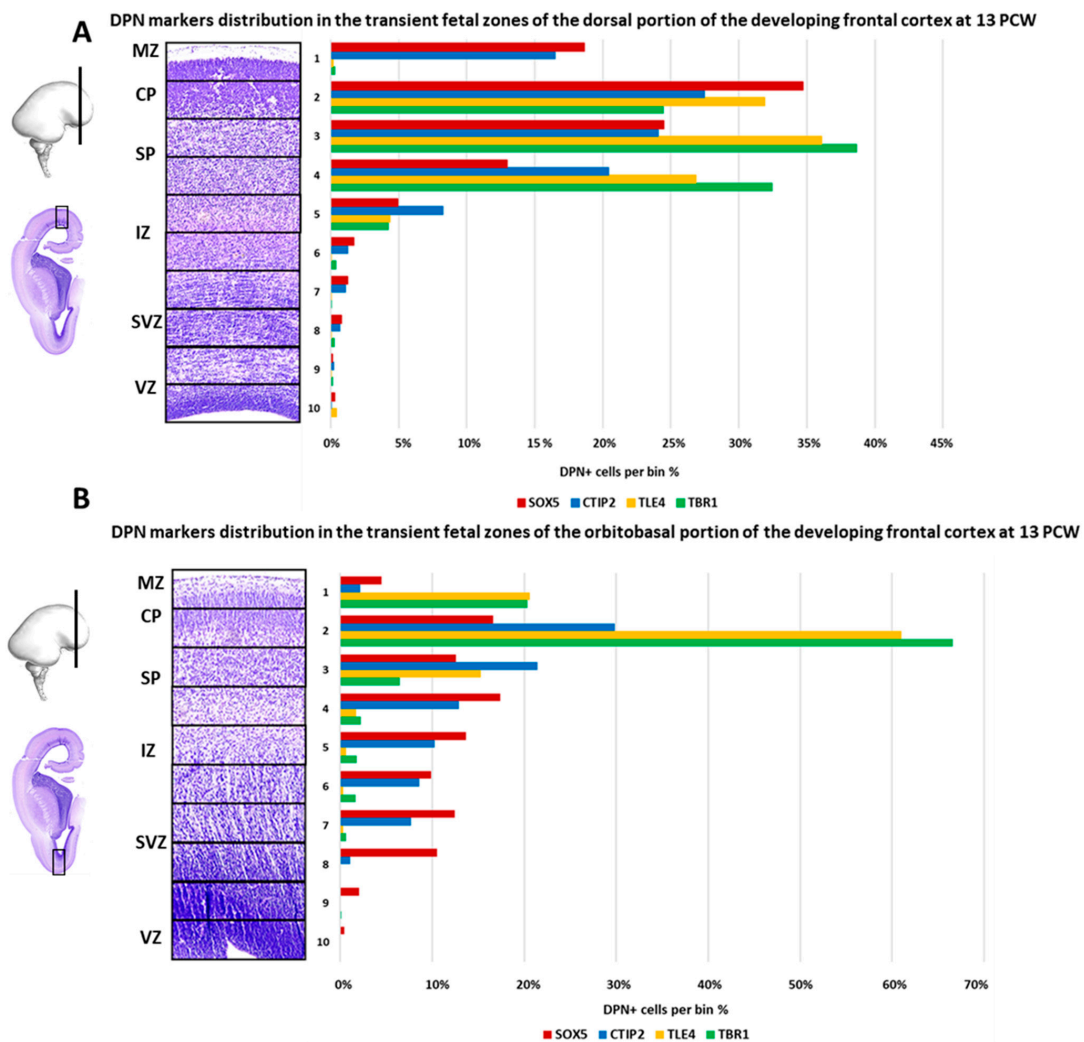 A
DPN markers distribution in the transient fetal zones of the dorsal portion of the developing frontal cortex at 13 PCW
MZ
CP
SP
IZ
SVZ
VZ
1
2
3
4
5
6
7
8
9
10
0% 5% 10% 15% 20% 25% 30% 35% 40% 45%
DPN+ cells per bin %
SOX5 CTIP2 TLE4 TBR1
B
DPN markers distribution in the transient fetal zones of the orbitobasal portion of the developing frontal cortex at 13 PCW
MZ
CP
SP
IZ
SVZ
VZ
1
2
3
4
5
6
7
8
9
10
0% 10% 20% 30% 40% 50% 60% 70%
DPN+ cells per bin %
SOX5 CTIP2 TLE4 TBR1